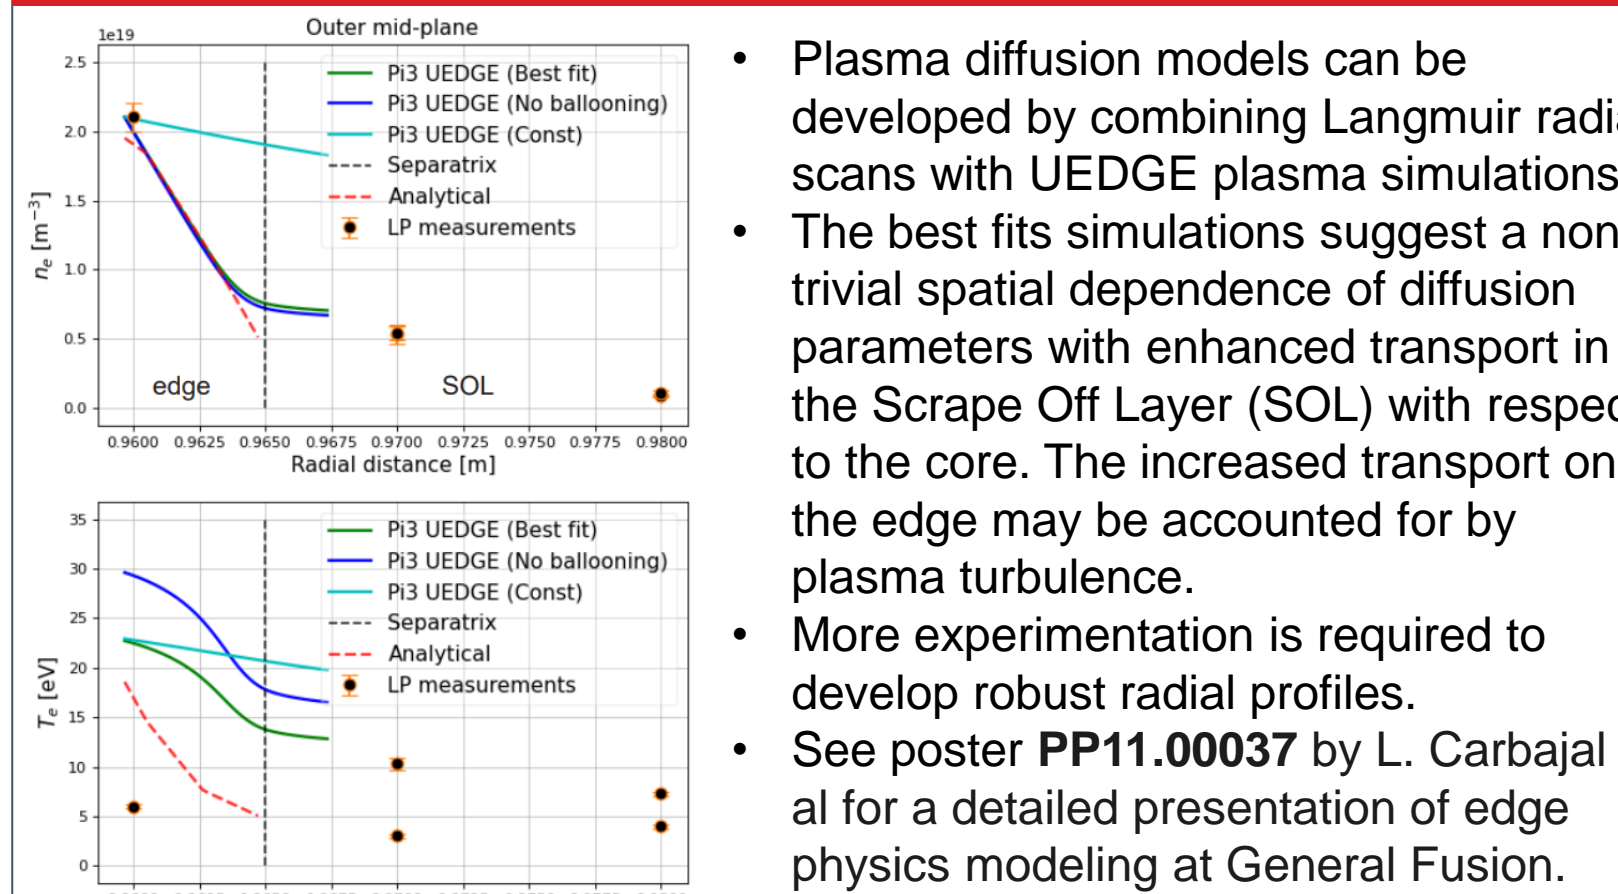 Outer mid-plane
1e19
Pi3 UEDGE (Best fit)
Pi3 UEDGE (No ballooning)
Pi3 UEDGE (Const)
Separatrix
Analytical
LP measurements
2.5
2.0
1.5
1.0
0.5
0.0
nₑ [m⁻³]
edge
SOL
0.9600 0.9625 0.9650 0.9675 0.9700 0.9725 0.9750 0.9775 0.9800
Radial distance [m]
Pi3 UEDGE (Best fit)
Pi3 UEDGE (No ballooning)
Pi3 UEDGE (Const)
Separatrix
Analytical
LP measurements
35
30
25
20
15
10
5
0
Tₑ [eV]
• Plasma diffusion models can be
developed by combining Langmuir radia
scans with UEDGE plasma simulations
• The best fits simulations suggest a non
trivial spatial dependence of diffusion
parameters with enhanced transport in
the Scrape Off Layer (SOL) with respec
to the core. The increased transport on
the edge may be accounted for by
plasma turbulence.
• More experimentation is required to
develop robust radial profiles.
• See poster PP11.00037 by L. Carbajal
al for a detailed presentation of edge
physics modeling at General Fusion.